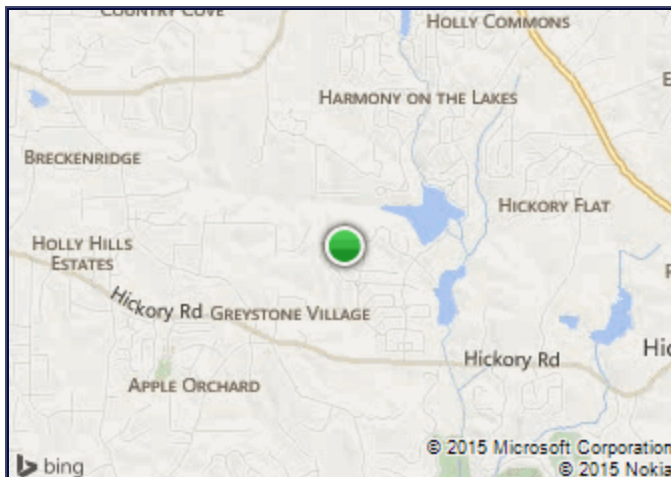 COUNTRY COVE
HOLLY COMMONS
HARMONY ON THE LAKES
BRECKENRIDGE
HICKORY FLAT
HOLLY HILLS
ESTATES
Hickory Rd
GREYSTONE VILLAGE
Hickory Rd
Hic
APPLE ORCHARD
© 2015 Microsoft Corporation
bing
© 2015 Nokia